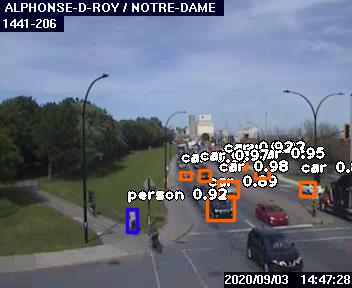 ALPHONSE-D-ROY / NOTRE-DAME
1441-206
car 0.95
car 0.98
car 0.89
person 0.92
2020/09/03 14:47:28